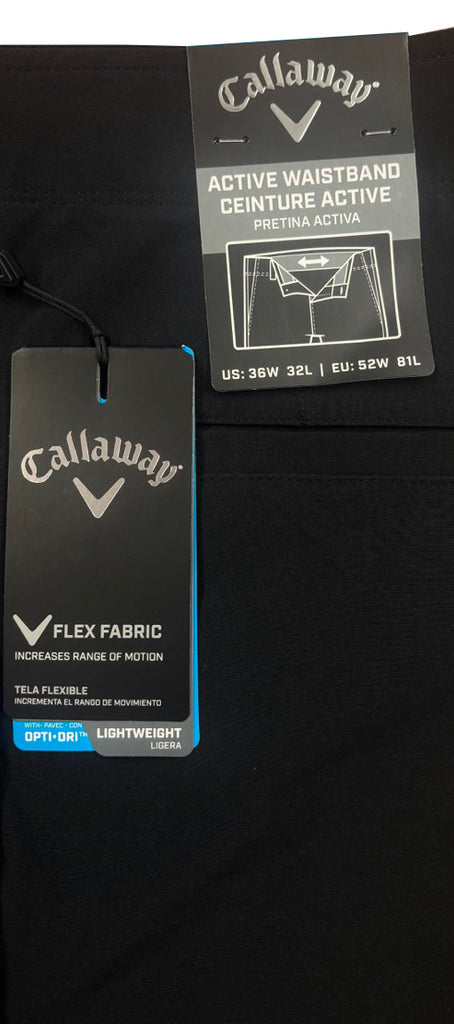 Callaway
ACTIVE WAISTBAND
CEINTURE ACTIVE
PRETINA ACTIVA
US: 36W 32L | EU: 52W 81L
Callaway
FLEX FABRIC
INCREASES RANGE OF MOTION
TELA FLEXIBLE
INCREMENTA EL RANGO DE MOVIMIENTO
WITH • PAVEC • CON
OPTI•DRI™
LIGHTWEIGHT
LIGERA